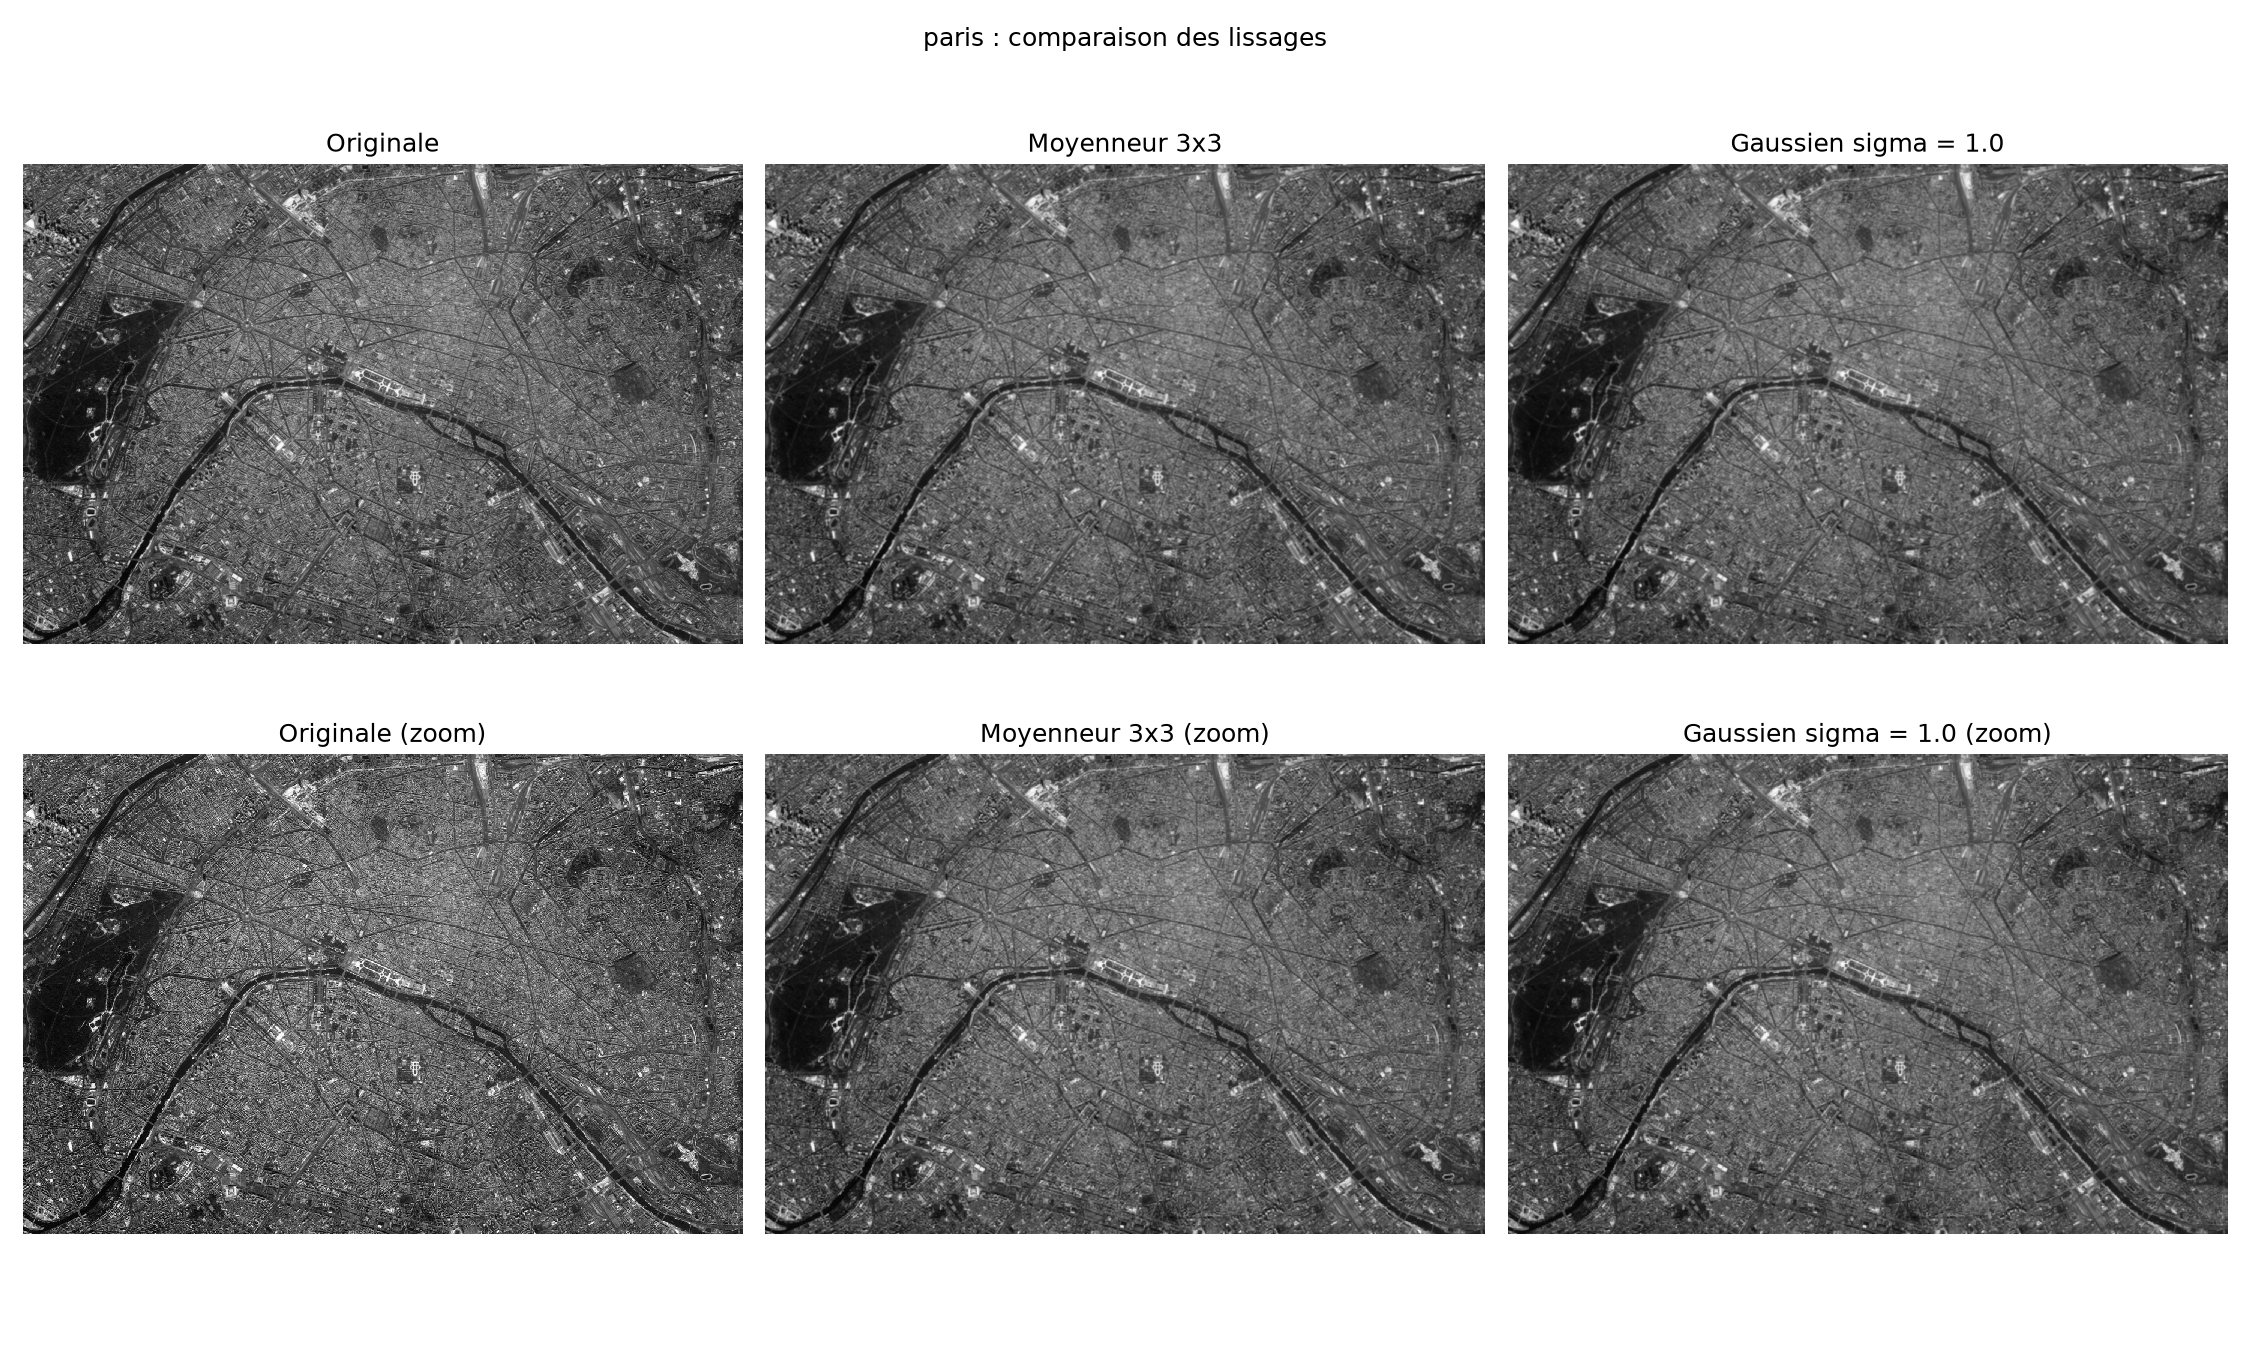 paris : comparaison des lissages
Originale
Moyenneur 3x3
Gaussien sigma = 1.0
Originale (zoom)
Moyenneur 3x3 (zoom)
Gaussien sigma = 1.0 (zoom)